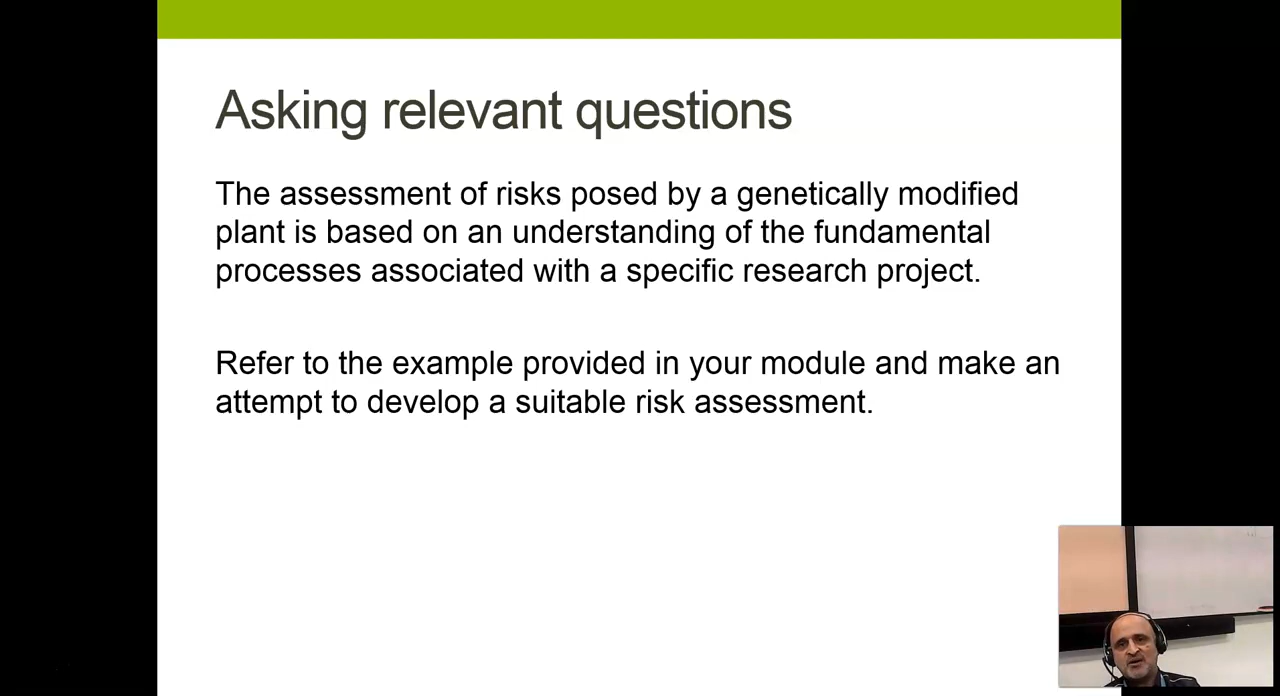 Asking relevant questions
The assessment of risks posed by a genetically modified
plant is based on an understanding of the fundamental
processes associated with a specific research project.
Refer to the example provided in your module and make an
attempt to develop a suitable risk assessment.